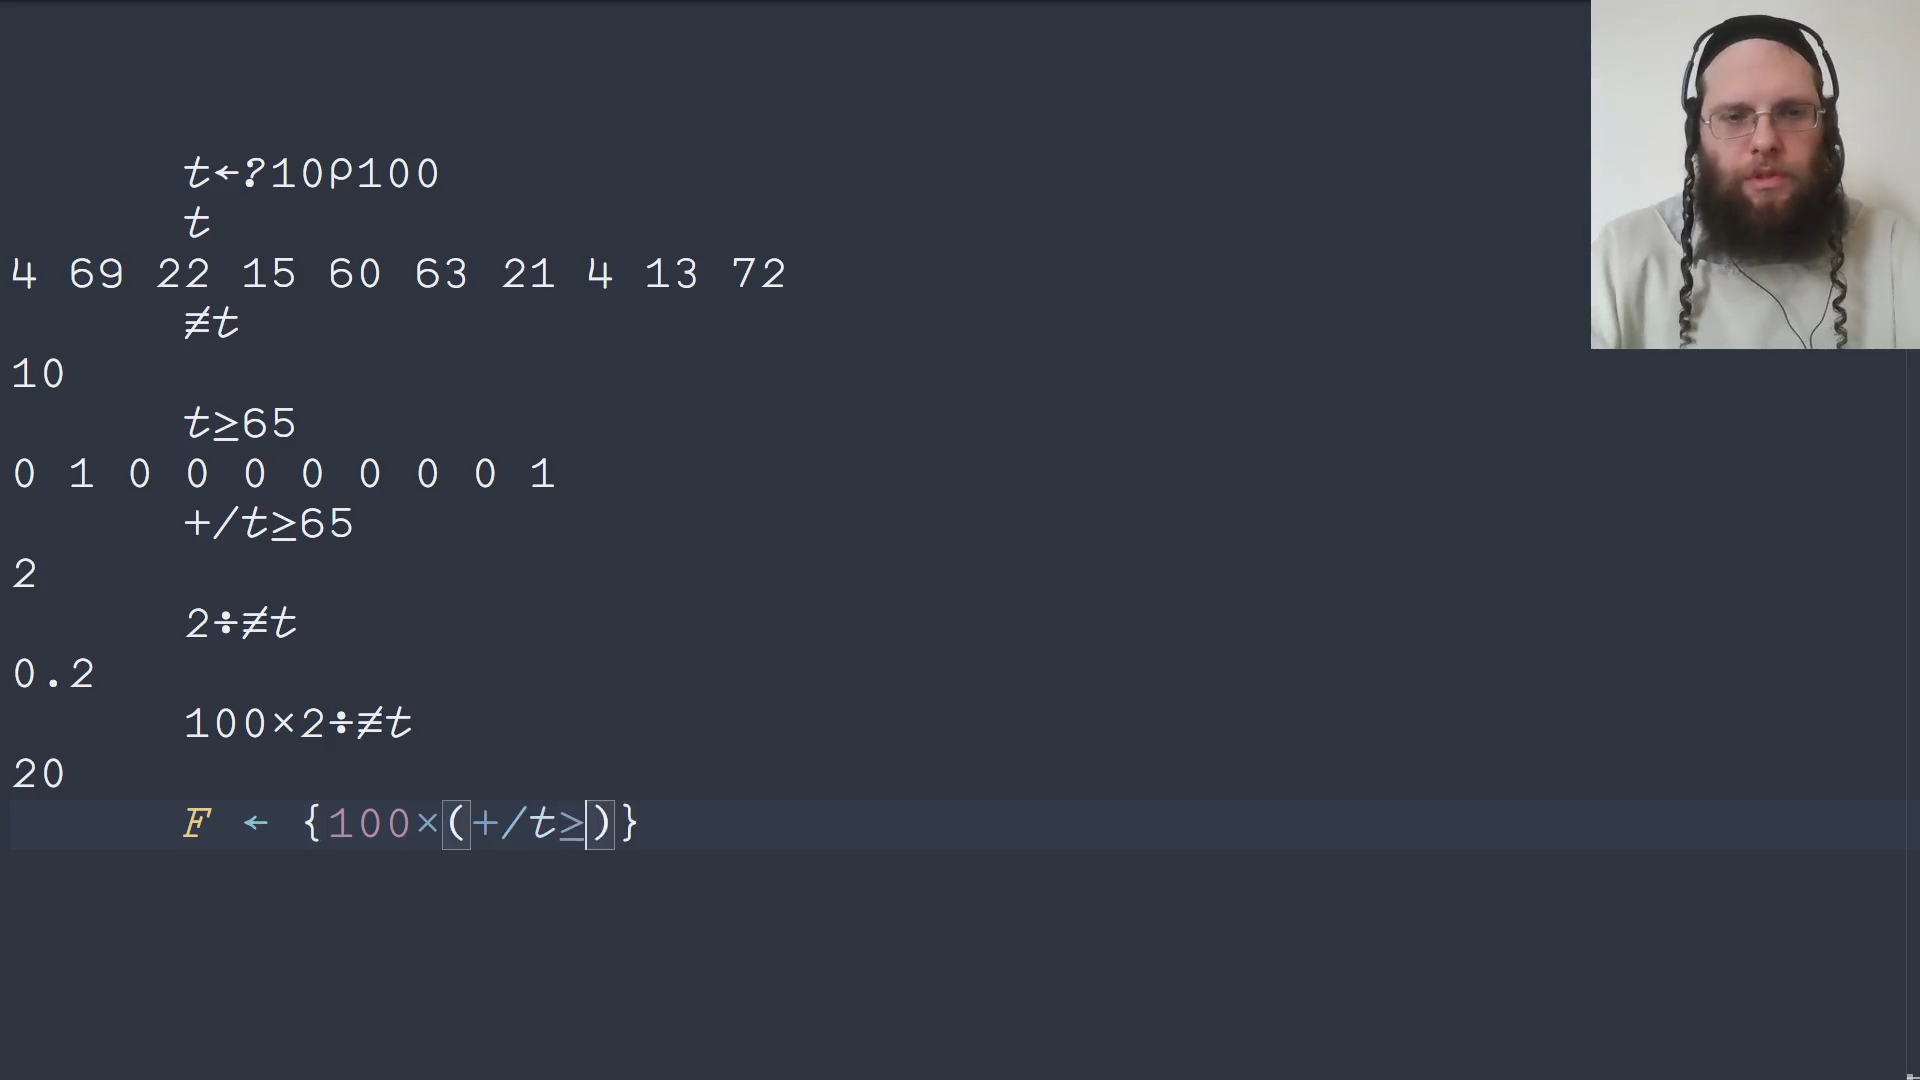 t←?10⍴100
t
4 69 22 15 60 63 21 4 13 72
≢t
10
t≥65
0 1 0 0 0 0 0 0 0 1
+/t≥65
2
2÷≢t
0.2
100×2÷≢t
20
F ← {100×(+/t≥)}